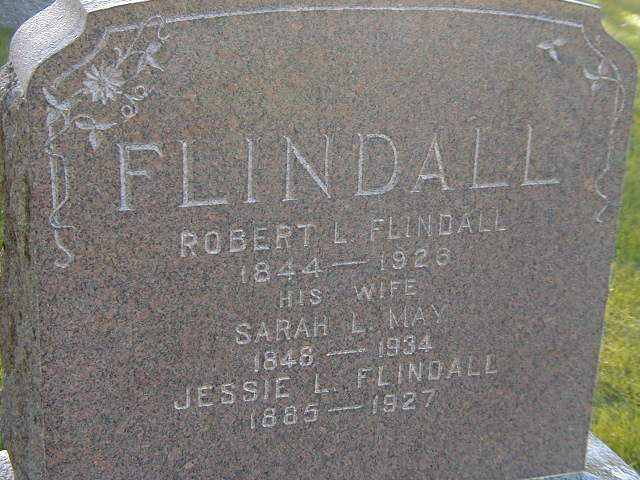 FLINDALL
ROBERT L. FLINDALL
1844 — 1926
HIS WIFE
SARAH L. MAY
1848 — 1934
JESSIE L. FLINDALL
1885 — 1927